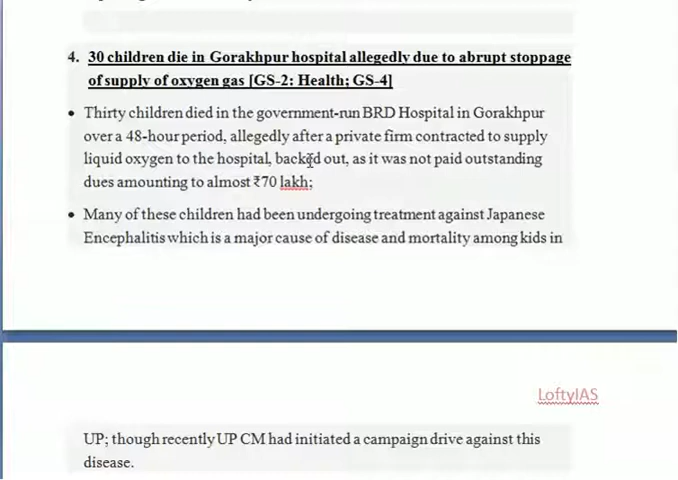 4. 30 children die in Gorakhpur hospital allegedly due to abrupt stoppage
of supply of oxygen gas [GS-2: Health; GS-4]
• Thirty children died in the government-run BRD Hospital in Gorakhpur
over a 48-hour period, allegedly after a private firm contracted to supply
liquid oxygen to the hospital, backed out, as it was not paid outstanding
dues amounting to almost ₹70 lakh;
• Many of these children had been undergoing treatment against Japanese
Encephalitis which is a major cause of disease and mortality among kids in
LoftyIAS
UP; though recently UP CM had initiated a campaign drive against this
disease.